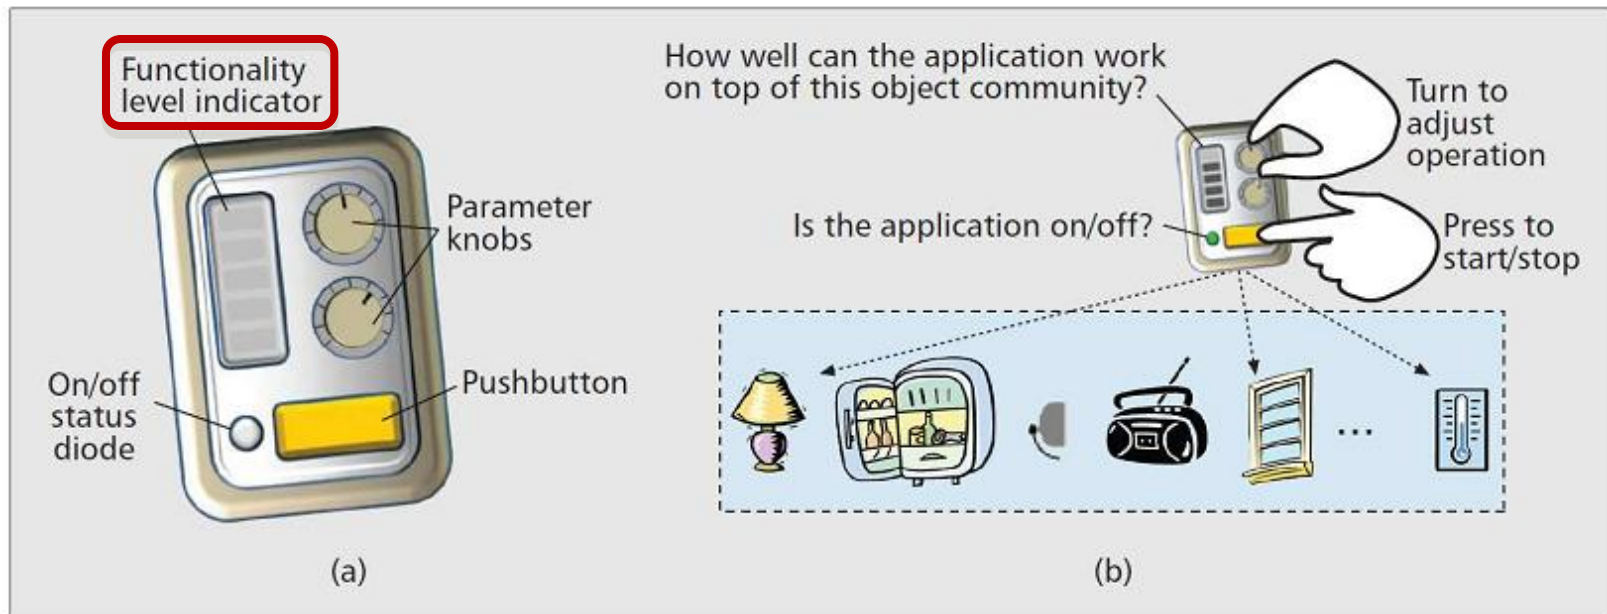 Functionality
level indicator
Parameter
knobs
On/off
status
diode
Pushbutton
(a)
How well can the application work
on top of this object community?
Turn to
adjust
operation
Is the application on/off?
Press to
start/stop
...
(b)